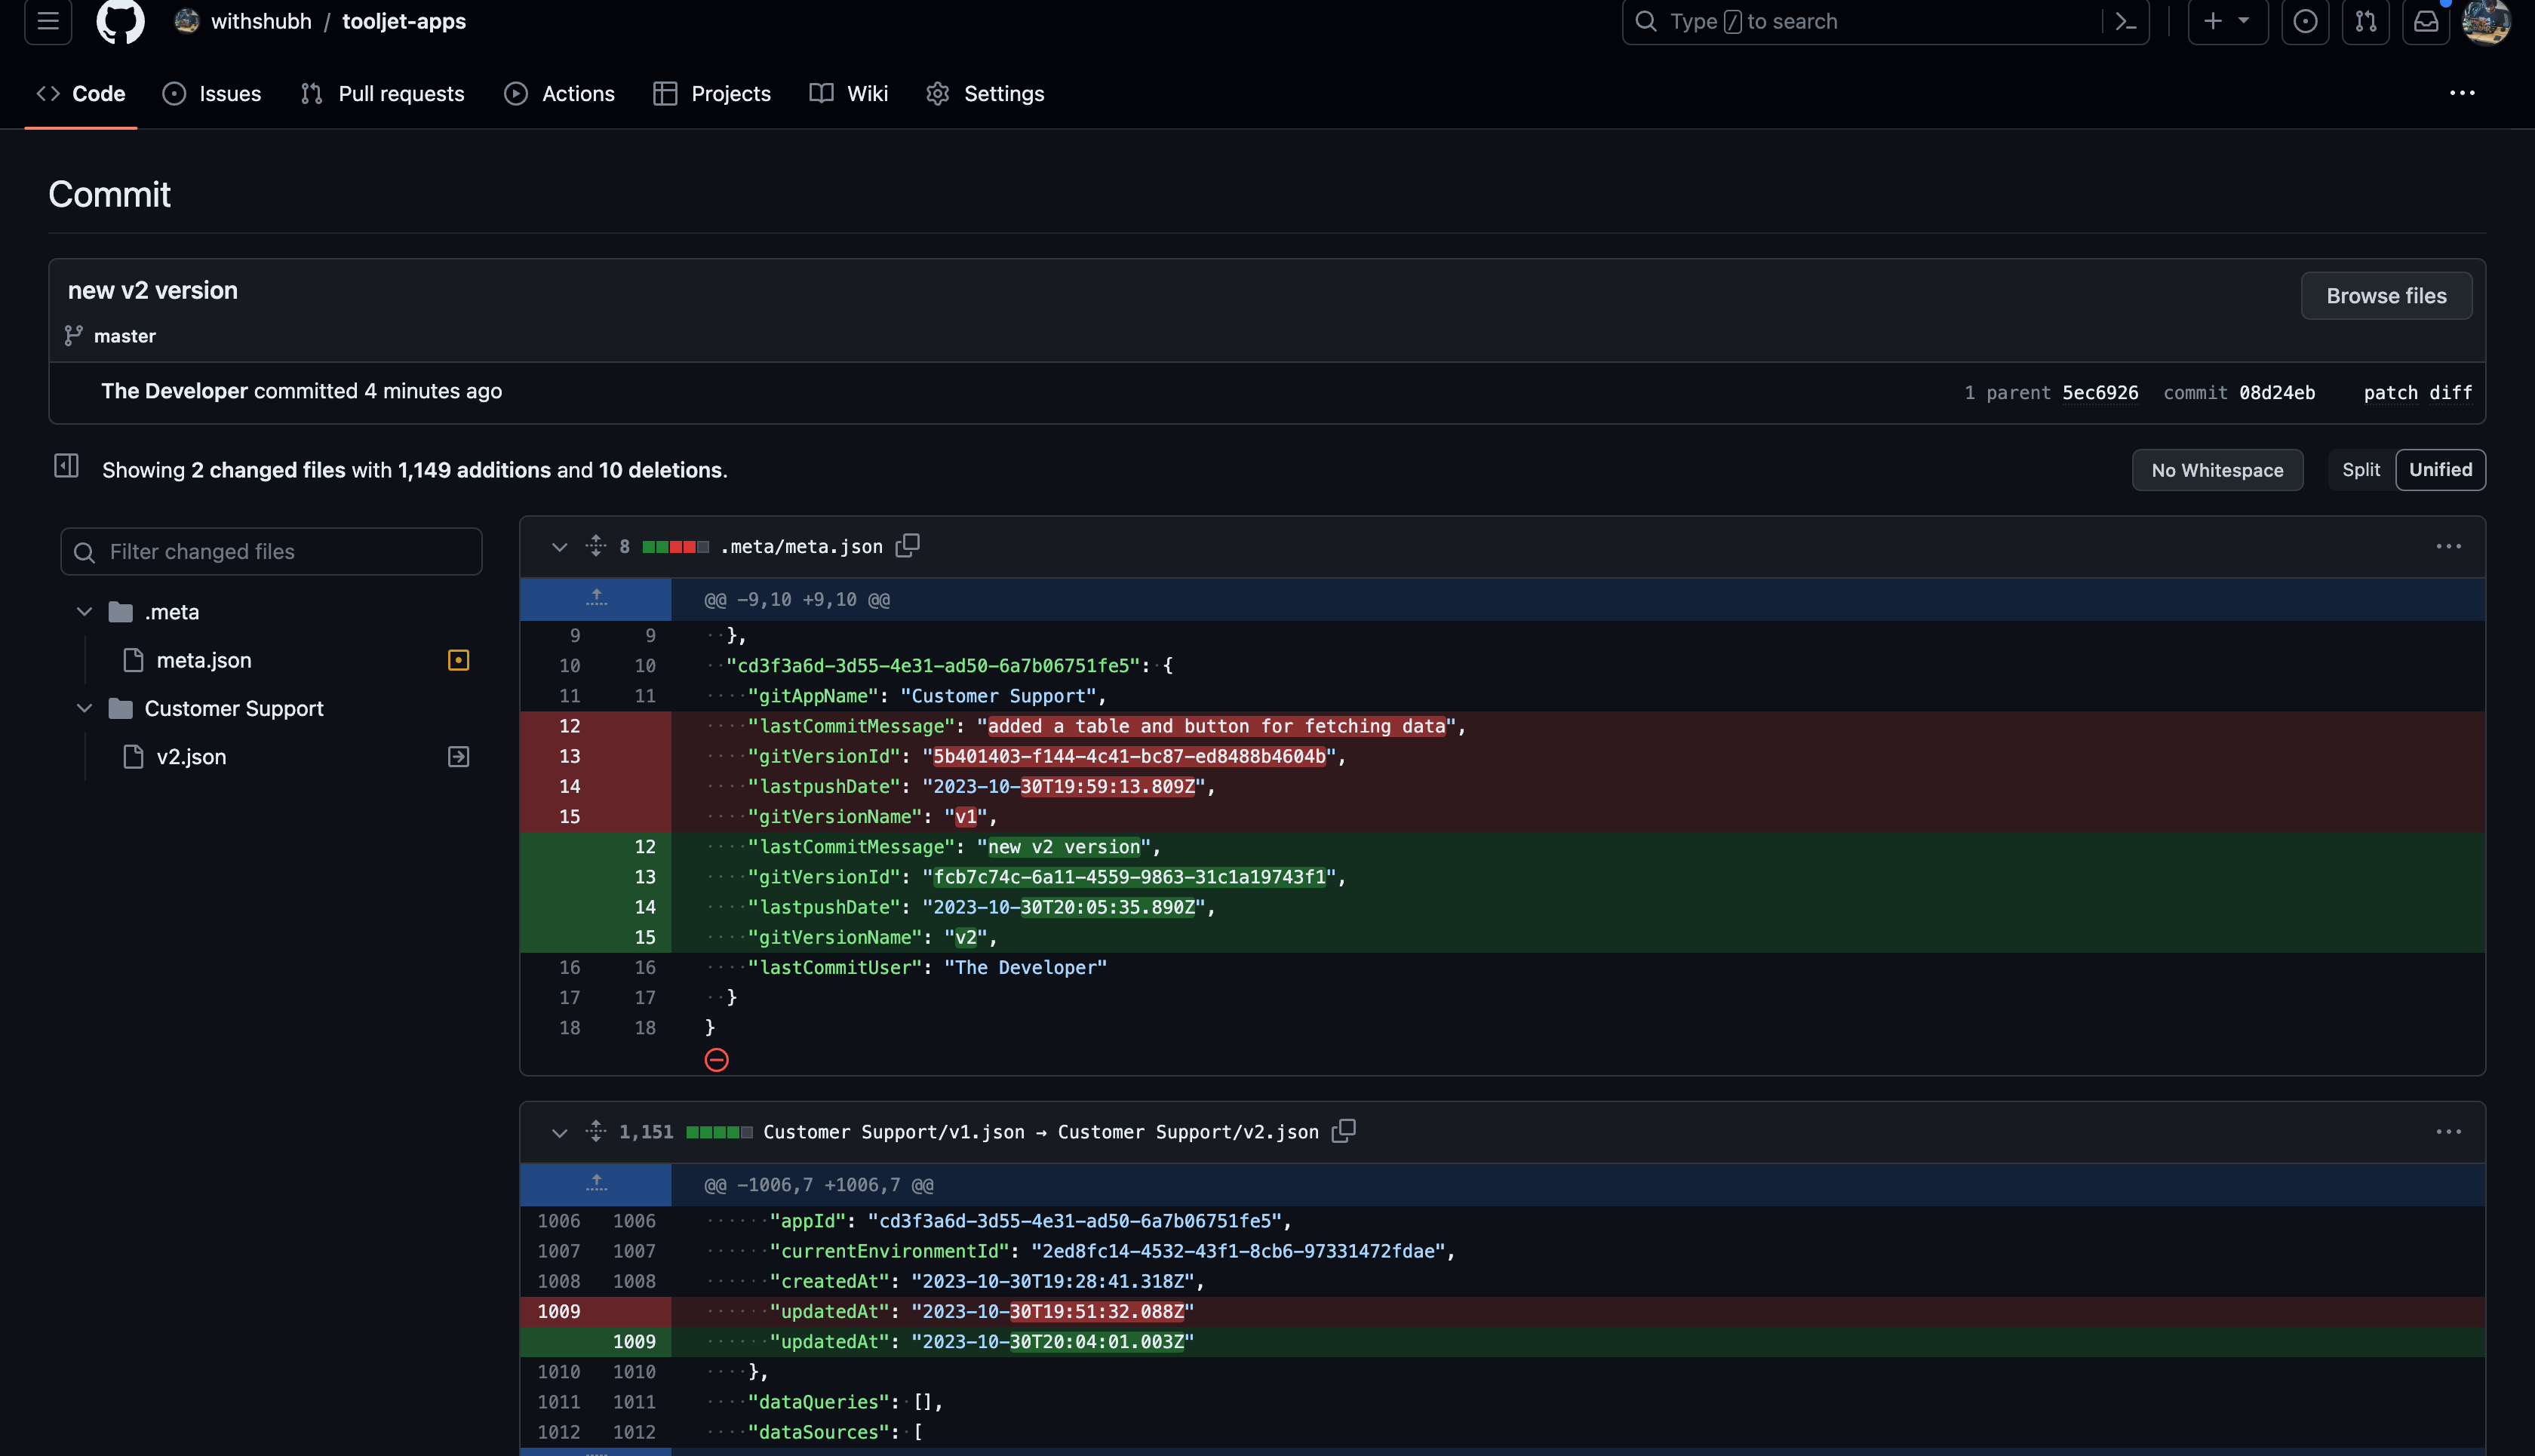 withshubh / tooljet-apps
Type / to search
Code Issues Pull requests Actions Projects Wiki Settings
Commit
new v2 version
Browse files
master
The Developer committed 4 minutes ago
1 parent 5ec6926 commit 08d24eb patch diff
Showing 2 changed files with 1,149 additions and 10 deletions.
No Whitespace Split Unified
Filter changed files
.meta
meta.json
Customer Support
v2.json
8 .meta/meta.json
@@ -9,10 +9,10 @@
9 9 },
10 10 "cd3f3a6d-3d55-4e31-ad50-6a7b06751fe5": {
11 11 "gitAppName": "Customer Support",
12 "lastCommitMessage": "added a table and button for fetching data",
13 "gitVersionId": "5b401403-f144-4c41-bc87-ed8488b4604b",
14 "lastpushDate": "2023-10-30T19:59:13.809Z",
15 "gitVersionName": "v1",
12 "lastCommitMessage": "new v2 version",
13 "gitVersionId": "fcb7c74c-6a11-4559-9863-31c1a19743f1",
14 "lastpushDate": "2023-10-30T20:05:35.890Z",
15 "gitVersionName": "v2",
16 16 "lastCommitUser": "The Developer"
17 17 }
18 18 }
1,151 Customer Support/v1.json → Customer Support/v2.json
@@ -1006,7 +1006,7 @@
1006 1006 "appId": "cd3f3a6d-3d55-4e31-ad50-6a7b06751fe5",
1007 1007 "currentEnvironmentId": "2ed8fc14-4532-43f1-8cb6-97331472fdae",
1008 1008 "createdAt": "2023-10-30T19:28:41.318Z",
1009 "updatedAt": "2023-10-30T19:51:32.088Z"
1009 "updatedAt": "2023-10-30T20:04:01.003Z"
1010 1010 },
1011 1011 "dataQueries": [],
1012 1012 "dataSources": [